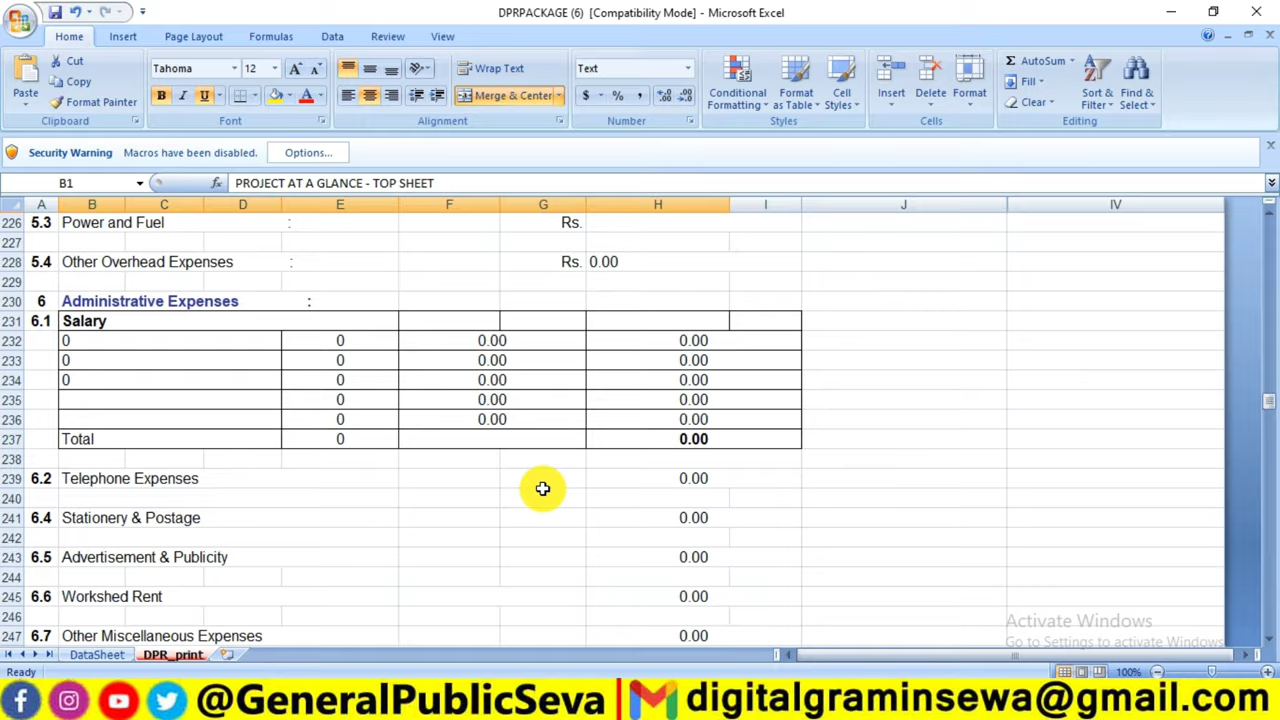 DPRPACKAGE (6) [Compatibility Mode] - Microsoft Excel
Home Insert Page Layout Formulas Data Review View
Paste Cut Copy Format Painter Clipboard
Tahoma 12 B I U A Font
Wrap Text Merge & Center Alignment
Text $ % , Number
Conditional Formatting Format as Table Cell Styles Styles
Insert Delete Format Cells
AutoSum Fill Clear Sort & Filter Find & Select Editing
Security Warning Macros have been disabled. Options...
B1 fx PROJECT AT A GLANCE - TOP SHEET
A B C D E F G H I J IV
226 5.3 Power and Fuel : Rs.
227
228 5.4 Other Overhead Expenses : Rs. 0.00
229
230 6 Administrative Expenses :
231 6.1 Salary
232 0 0 0.00 0.00
233 0 0 0.00 0.00
234 0 0 0.00 0.00
235 0 0.00 0.00
236 0 0.00 0.00
237 Total 0 0.00
238
239 6.2 Telephone Expenses 0.00
240
241 6.4 Stationery & Postage 0.00
242
243 6.5 Advertisement & Publicity 0.00
244
245 6.6 Workshed Rent 0.00
246
247 6.7 Other Miscellaneous Expenses 0.00
Activate Windows
Go to Settings to activate Windows
DataSheet DPR_print
Ready 100%
@GeneralPublicSeva digitalgraminsewa@gmail.com